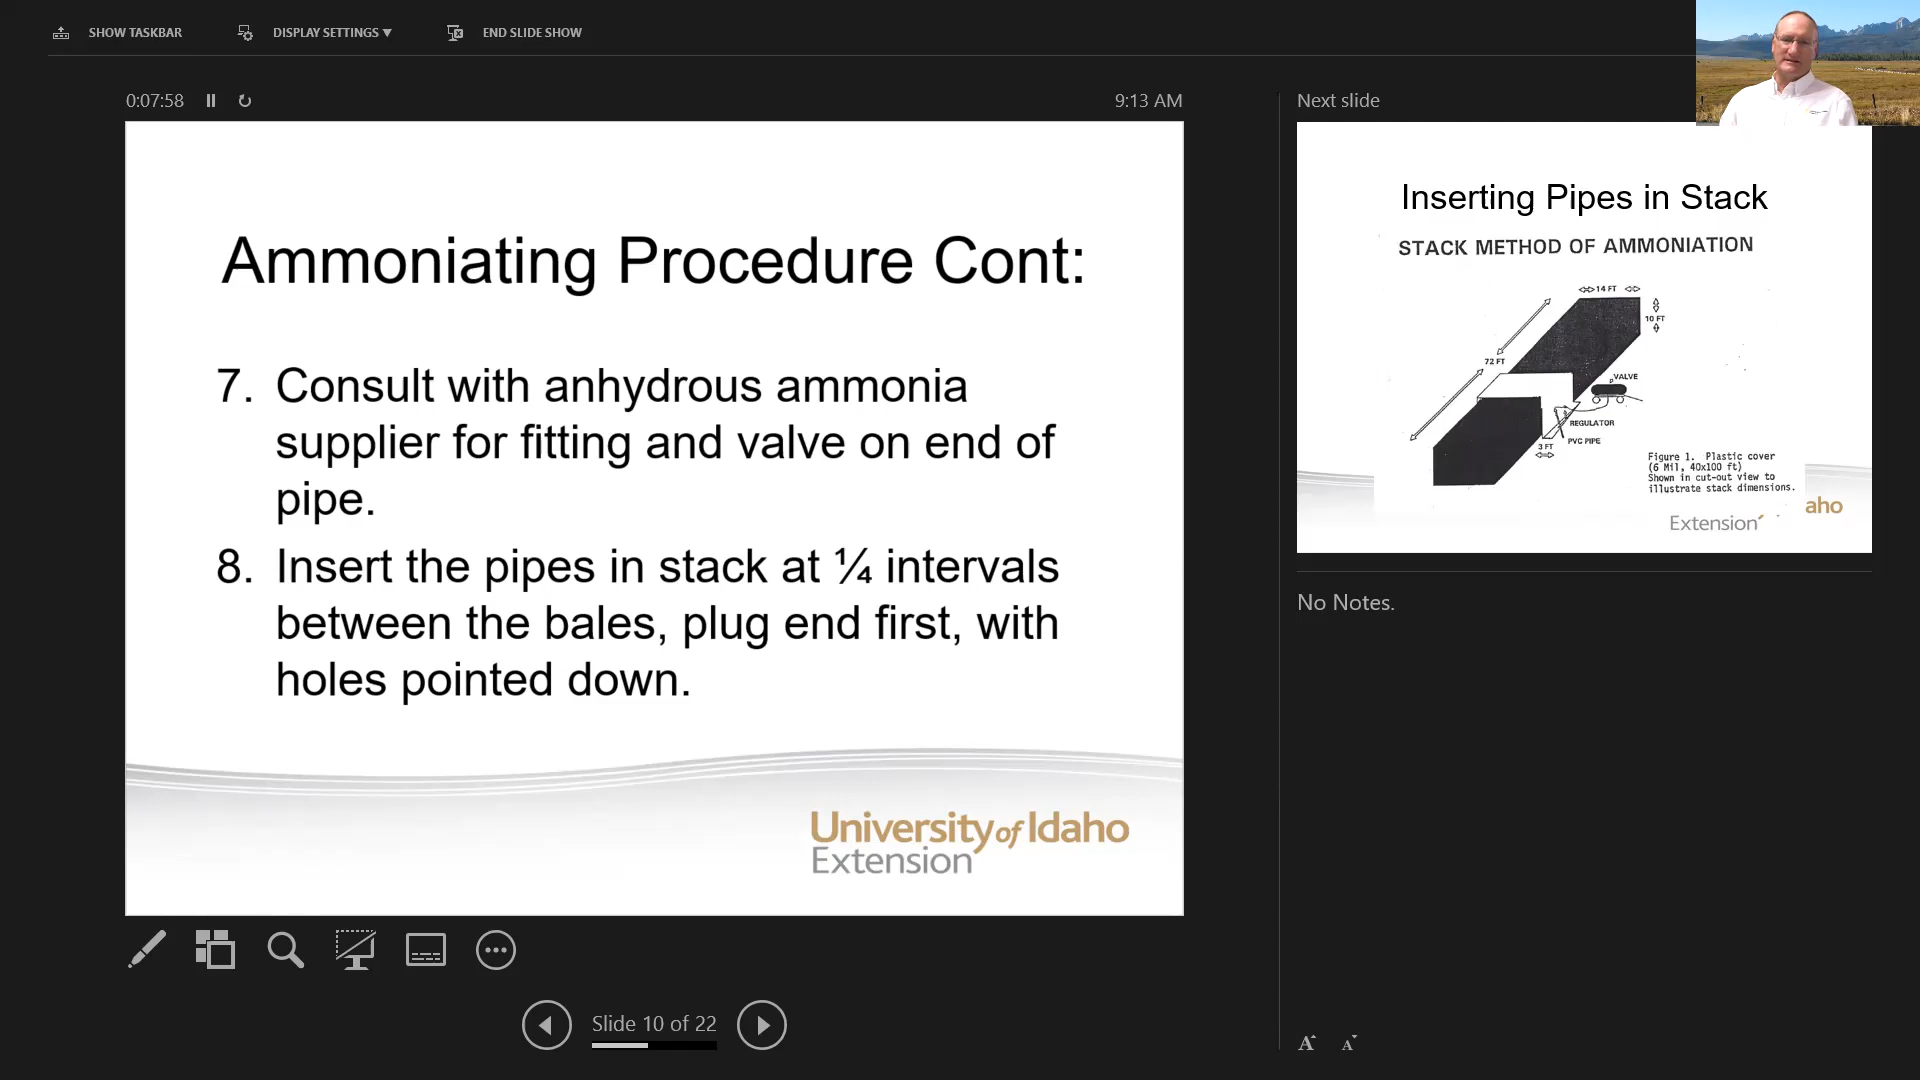 SHOW TASKBAR
DISPLAY SETTINGS ▼
END SLIDE SHOW
0:07:58
9:13 AM
Ammoniating Procedure Cont:
7. Consult with anhydrous ammonia
supplier for fitting and valve on end of
pipe.
8. Insert the pipes in stack at ¼ intervals
between the bales, plug end first, with
holes pointed down.
University of Idaho
Extension
Slide 10 of 22
Next slide
Inserting Pipes in Stack
STACK METHOD OF AMMONIATION
14 FT
10 FT
72 FT
VALVE
REGULATOR
PVC PIPE
3 FT
Figure 1. Plastic cover
(6 Mil, 40x100 ft)
Shown in cut-out view to
illustrate stack dimensions.
aho
Extension
No Notes.
A A